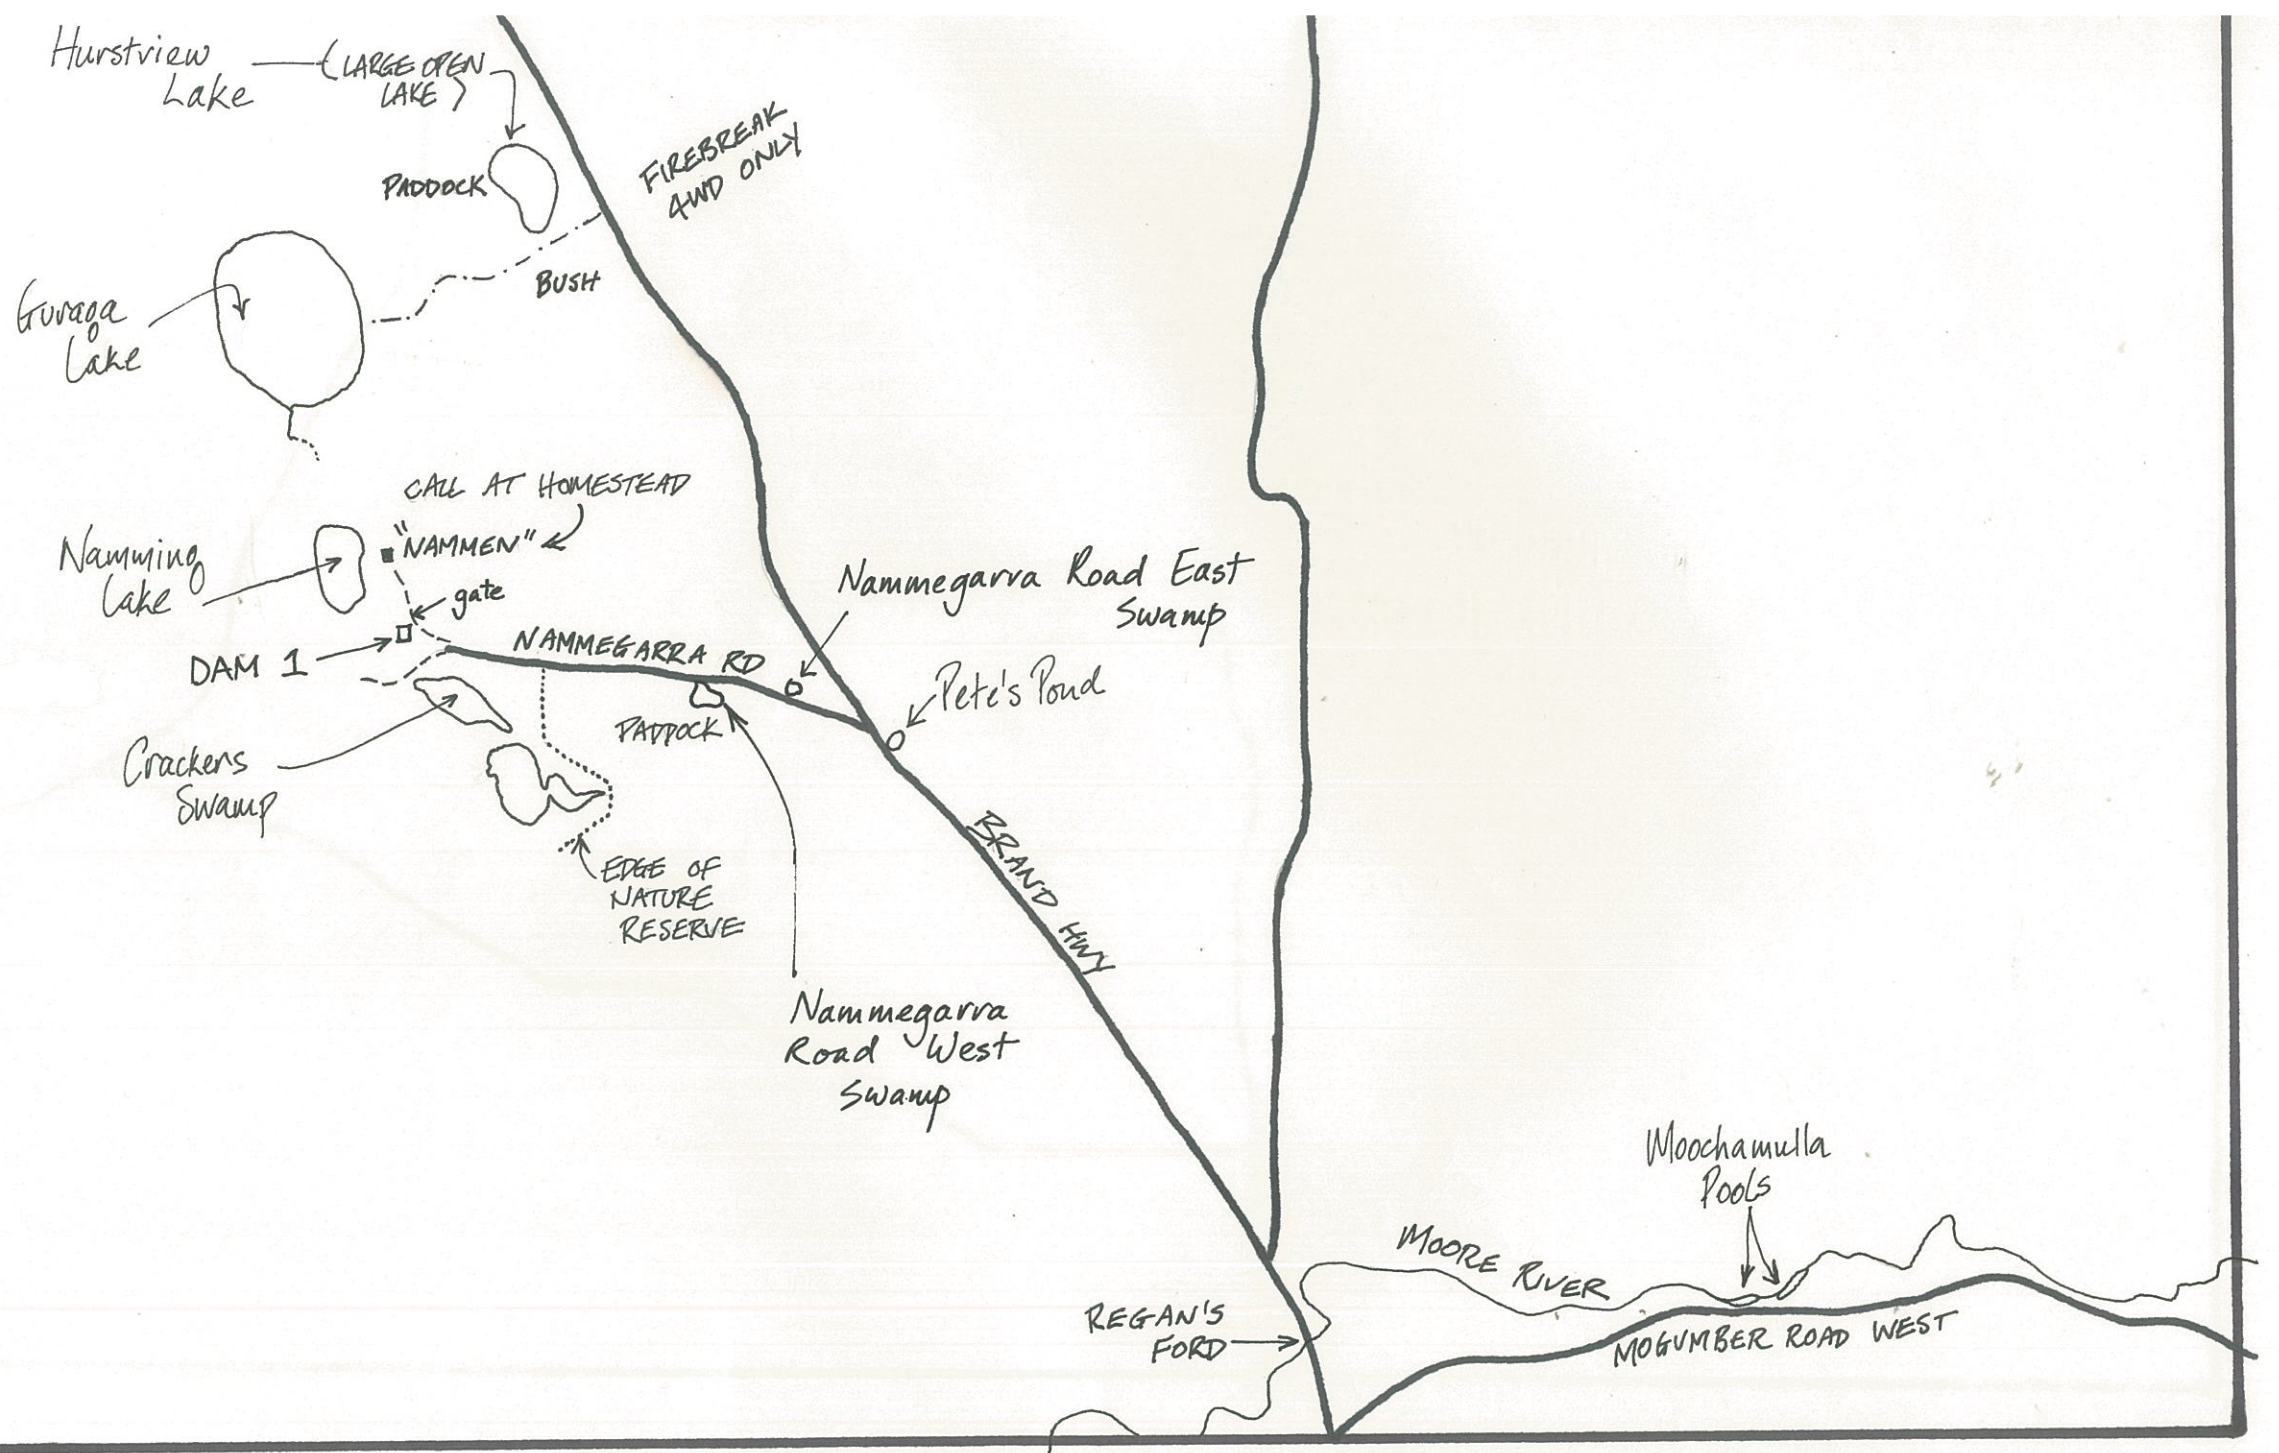 Hurstview
Lake
(LARGE OPEN
LAKE)
PADDOCK
FIREBREAK
4WD ONLY
BUSH
Guraga
Lake
CALL AT HOMESTEAD
"NAMMEN"
Namming
Lake
gate
DAM 1
NAMMEGARRA RD
Nammegarra Road East
Swamp
Pete's Pond
PADDOCK
Crackers
Swamp
EDGE OF
NATURE
RESERVE
BRAND HWY
Nammegarra
Road West
Swamp
Moochamulla
Pools
MOORE RIVER
REGAN'S
FORD
MOGUMBER ROAD WEST